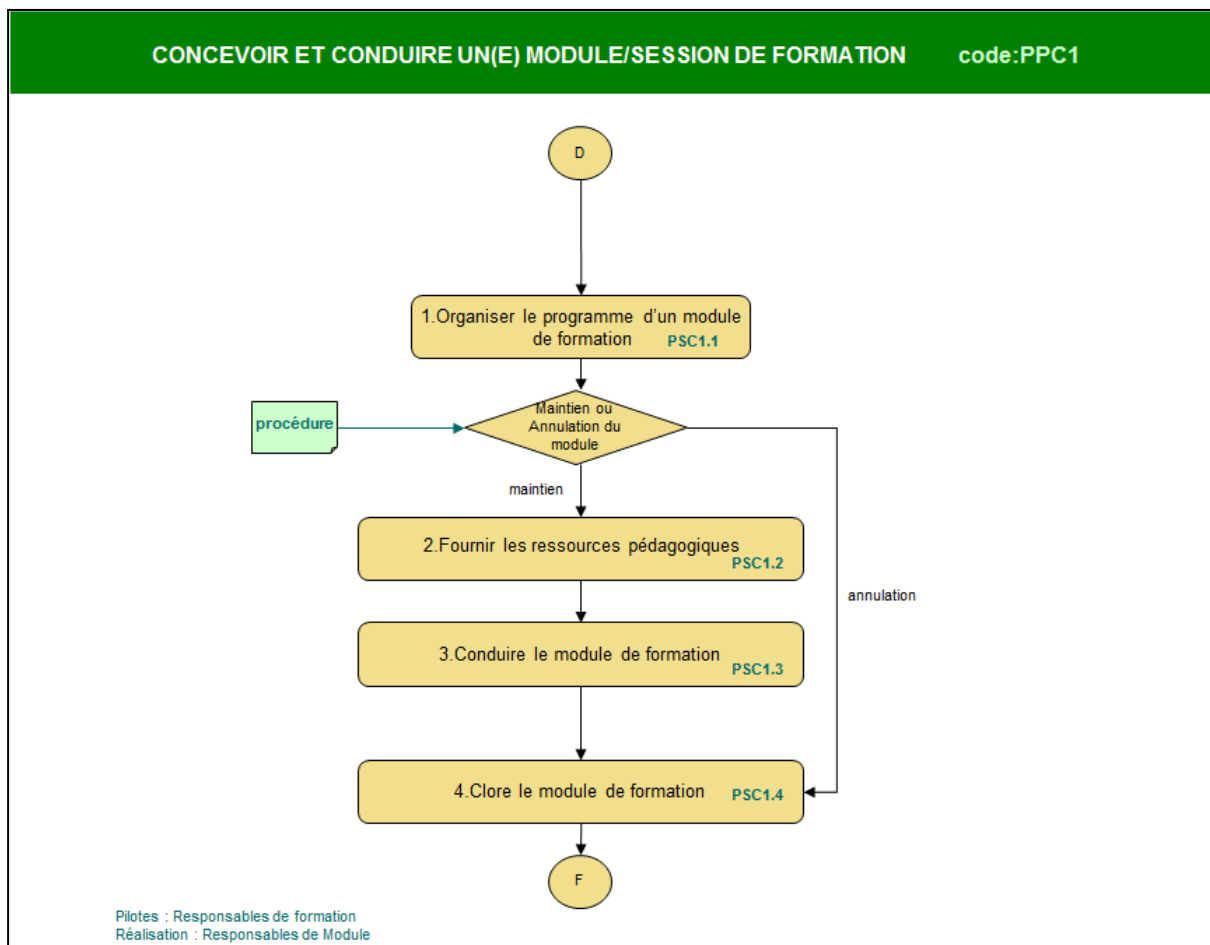 CONCEVOIR ET CONDUIRE UN(E) MODULE/SESSION DE FORMATION code:PPC1
D
1.Organiser le programme d'un module
de formation PSC1.1
Maintien ou
Annulation du
module
procédure
maintien
2.Fournir les ressources pédagogiques
PSC1.2
annulation
3.Conduire le module de formation
PSC1.3
4.Clore le module de formation PSC1.4
F
Pilotes : Responsables de formation
Réalisation : Responsables de Module